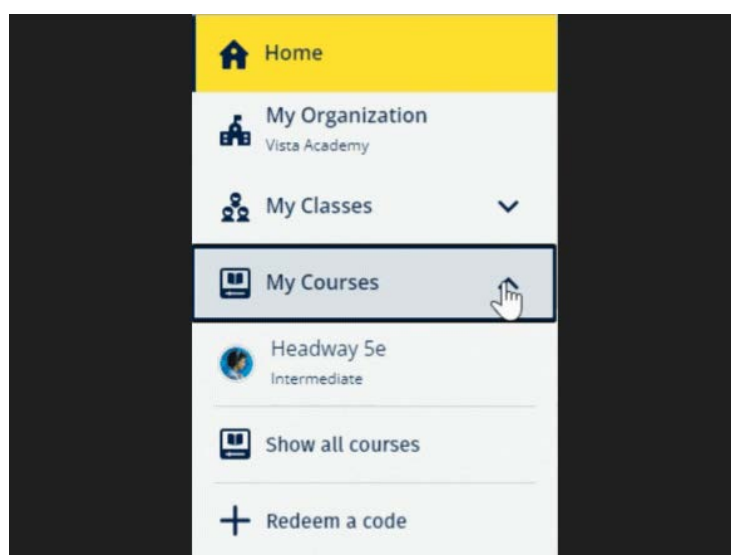 Home
My Organization
Vista Academy
My Classes
My Courses
Headway 5e
Intermediate
Show all courses
Redeem a code